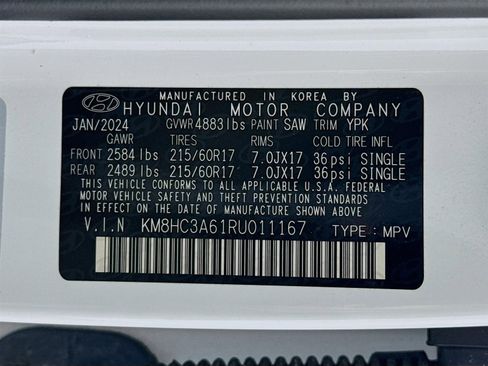 MANUFACTURED IN KOREA BY
HYUNDAI MOTOR COMPANY
JAN/2024 GVWR 4883 lbs PAINT SAW TRIM YPK
GAWR TIRES RIMS COLD TIRE INFL
FRONT 2584 lbs 215/60R17 7.0JX17 36psi SINGLE
REAR 2489 lbs 215/60R17 7.0JX17 36psi SINGLE
THIS VEHICLE CONFORMS TO ALL APPLICABLE U.S.A. FEDERAL
MOTOR VEHICLE SAFETY, BUMPER, AND THEFT PREVENTION STANDARDS
IN EFFECT ON THE DATE OF MANUFACTURE SHOWN ABOVE.
V.I.N KM8HC3A61RU011167 TYPE: MPV